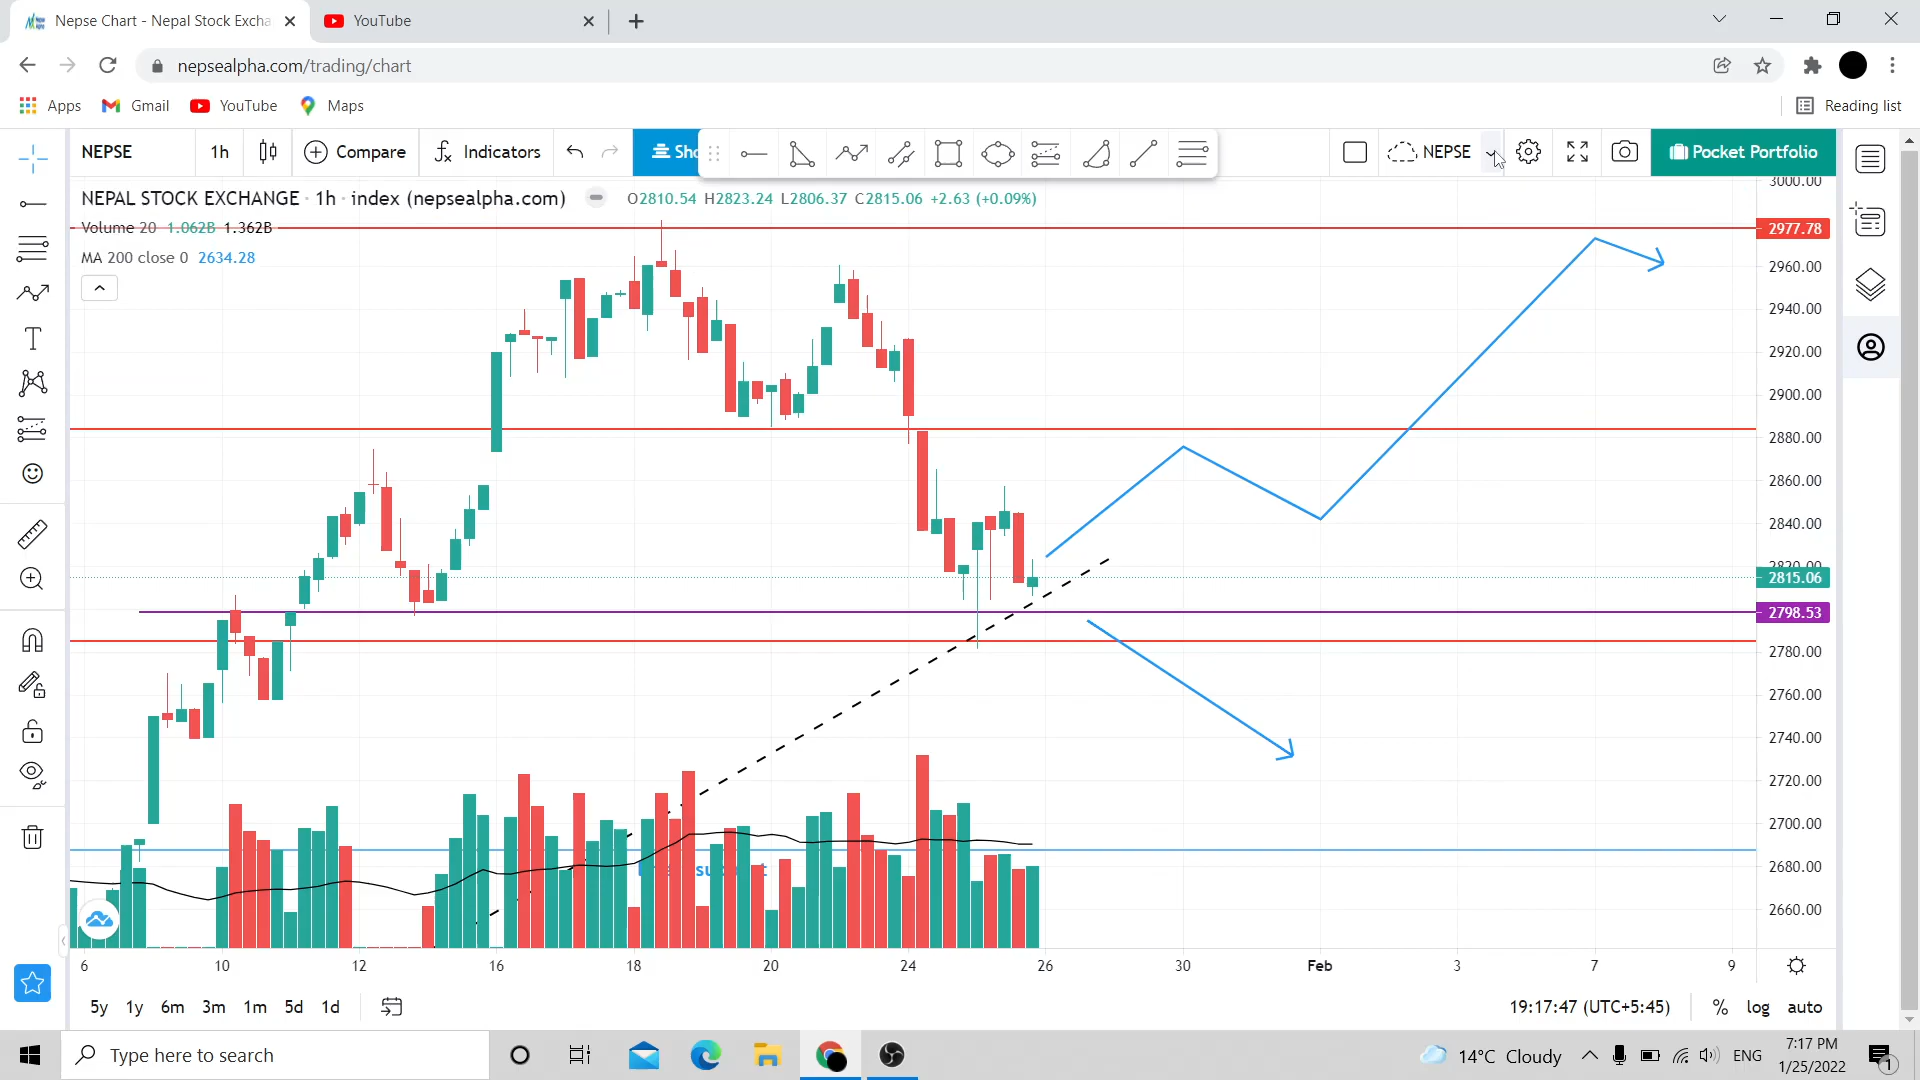 Nepse Chart - Nepal Stock Excha
YouTube
nepsealpha.com/trading/chart
Apps
Gmail
YouTube
Maps
Reading list
NEPSE
1h
Compare
Indicators
Sho
NEPSE
Pocket Portfolio
NEPAL STOCK EXCHANGE · 1h · index (nepsealpha.com)
O2810.54 H2823.24 L2806.37 C2815.06 +2.63 (+0.09%)
Volume 20 1.062B 1.362B
MA 200 close 0 2634.28
3000.00
2977.78
2960.00
2940.00
2920.00
2900.00
2880.00
2860.00
2840.00
2820.00
2815.06
2798.53
2780.00
2760.00
2740.00
2720.00
2700.00
2680.00
2660.00
6 10 12 16 18 20 24 26 30 Feb 3 7 9
5y 1y 6m 3m 1m 5d 1d
19:17:47 (UTC+5:45)
% log auto
Type here to search
14°C Cloudy
ENG
7:17 PM
1/25/2022
1